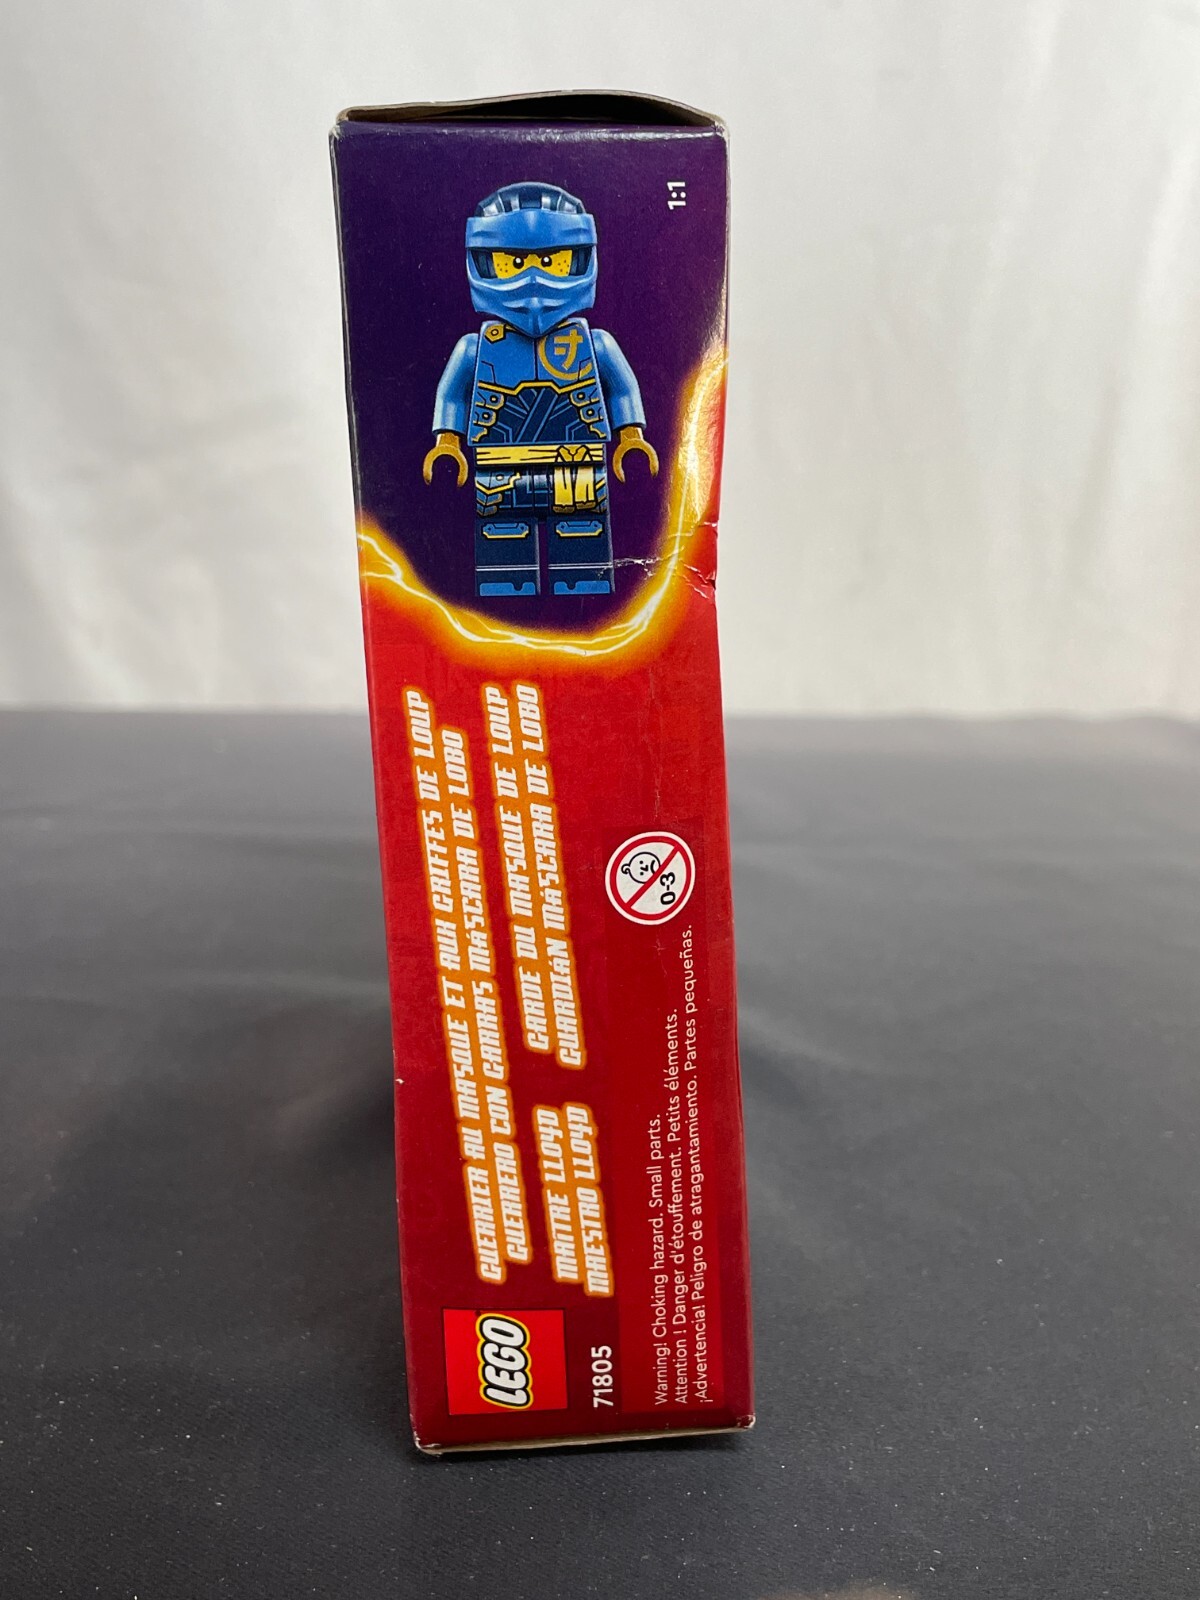 1:1
GUERRIER AU MASQUE ET AUX GRIFFES DE LOUP
GUERRERO CON GARRAS MÁSCARA DE LOBO
MAÎTRE LLOYD
MAESTRO LLOYD
GARDE DU MASQUE DE LOUP
GUARDIÁN MÁSCARA DE LOBO
LEGO
71805
0-3
Warning! Choking hazard. Small parts.
Attention ! Danger d'étouffement. Petits éléments.
¡Advertencia! Peligro de atragantamiento. Partes pequeñas.